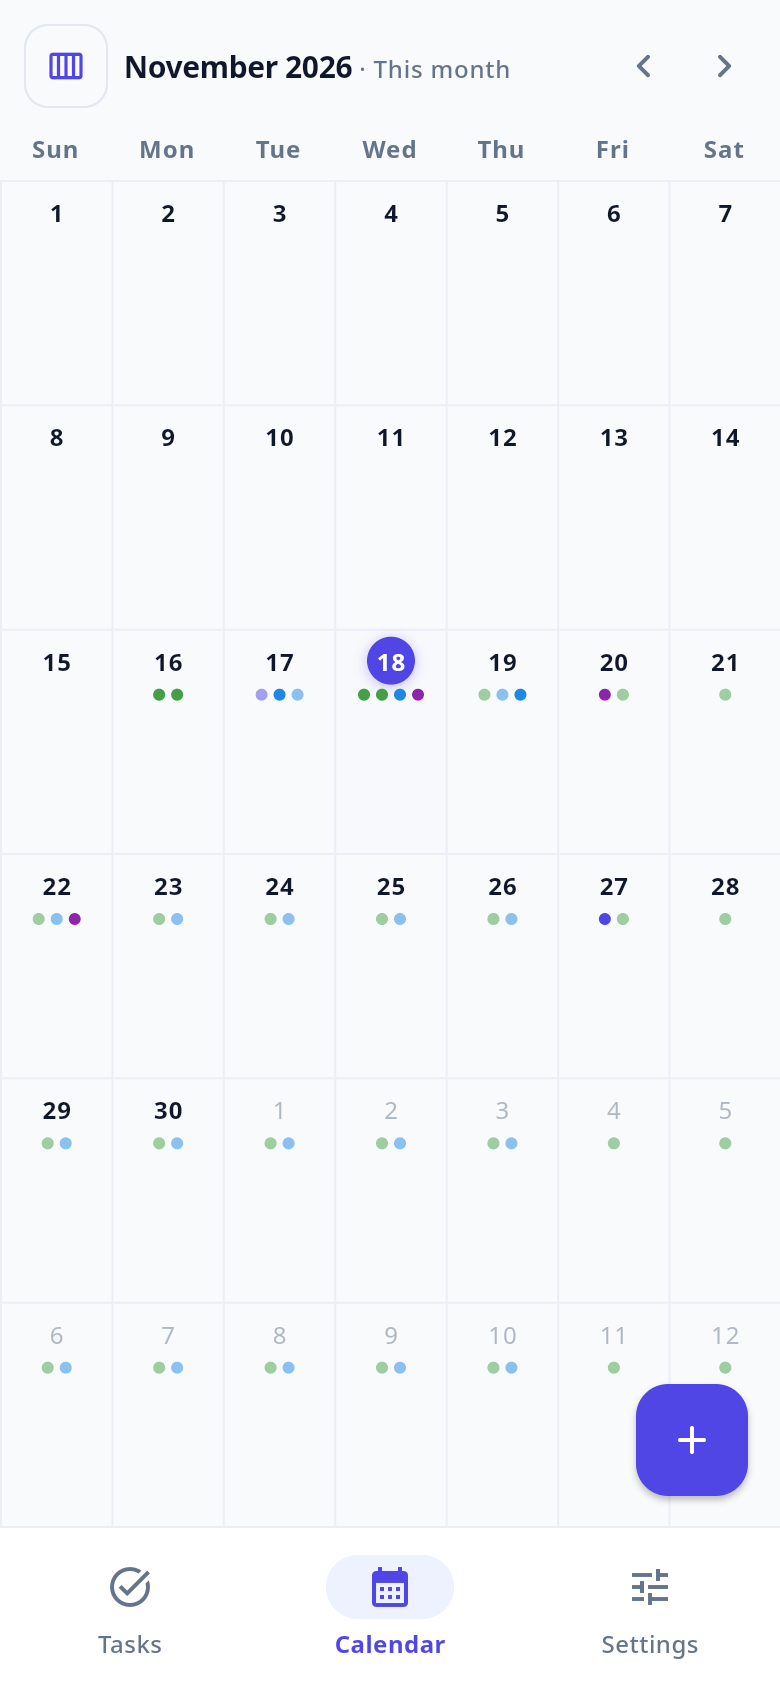 November 2026 · This month
Sun Mon Tue Wed Thu Fri Sat
1 2 3 4 5 6 7
8 9 10 11 12 13 14
15 16 17 18 19 20 21
22 23 24 25 26 27 28
29 30 1 2 3 4 5
6 7 8 9 10 11 12
Tasks Calendar Settings